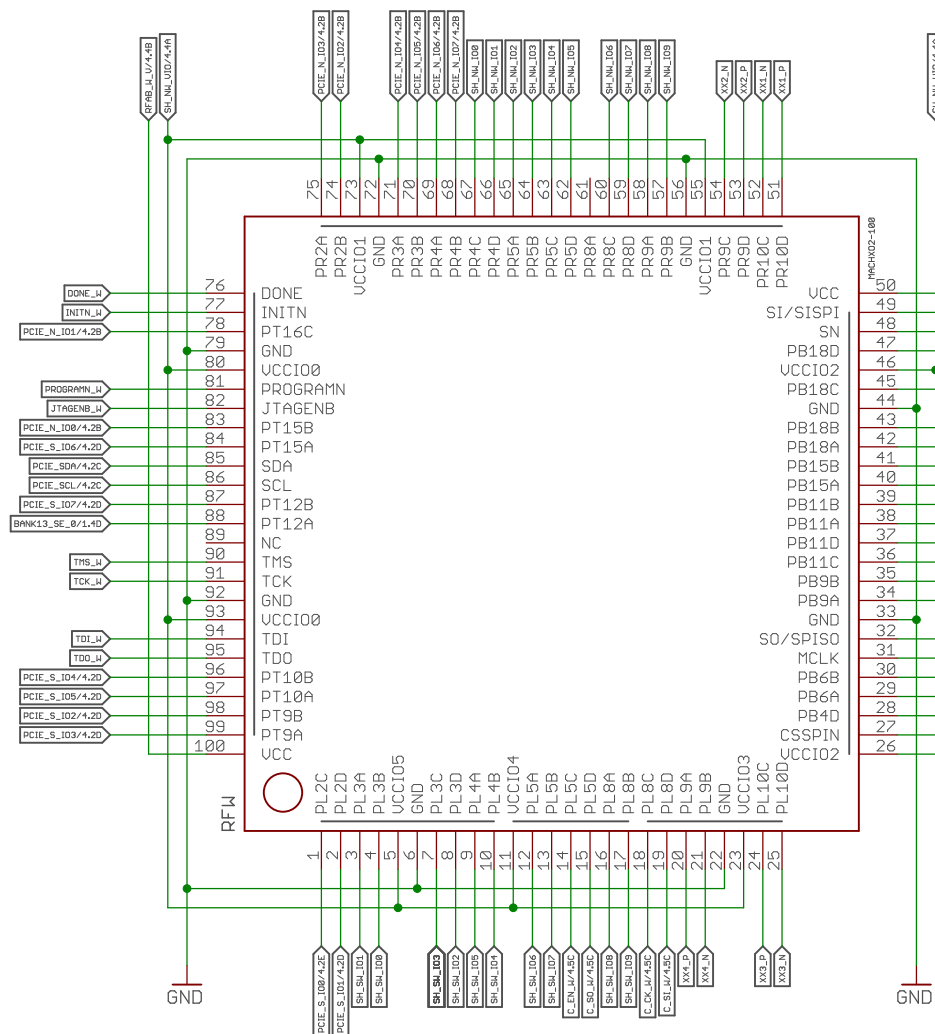 RFAB_W_V/4.4B
SH_NW_VIO/4.4A
PCIE_N_IO3/4.2B
PCIE_N_IO2/4.2B
PCIE_N_IO4/4.2B
PCIE_N_IO5/4.2B
PCIE_N_IO6/4.2B
PCIE_N_IO7/4.2B
SH_NW_IO0
SH_NW_IO1
SH_NW_IO2
SH_NW_IO3
SH_NW_IO4
SH_NW_IO5
SH_NW_IO6
SH_NW_IO7
SH_NW_IO8
SH_NW_IO9
XX2_N
XX2_P
XX1_N
XX1_P
75 PR2A
74 PR2B
73 VCCIO1
72 GND
71 PR3A
70 PR3B
69 PR4A
68 PR4B
67 PR4C
66 PR4D
65 PR5A
64 PR5B
63 PR5C
62 PR5D
61 PR8A
60 PR8C
59 PR8D
58 PR9A
57 PR9B
56 GND
55 VCCIO1
54 PR9C
53 PR9D
52 PR10C
51 PR10D
MACHXO2-100
DONE_W 76 DONE
INITN_W 77 INITN
PCIE_N_IO1/4.2B 78 PT16C
79 GND
80 VCCIO0
PROGRAMN_W 81 PROGRAMN
JTAGENB_W 82 JTAGENB
PCIE_N_IO0/4.2B 83 PT15B
PCIE_S_IO6/4.2D 84 PT15A
PCIE_SDA/4.2C 85 SDA
PCIE_SCL/4.2C 86 SCL
PCIE_S_IO7/4.2D 87 PT12B
BANK13_SE_0/1.4D 88 PT12A
89 NC
TMS_W 90 TMS
TCK_W 91 TCK
92 GND
93 VCCIO0
TDI_W 94 TDI
TDO_W 95 TDO
PCIE_S_IO4/4.2D 96 PT10B
PCIE_S_IO5/4.2D 97 PT10A
PCIE_S_IO2/4.2D 98 PT9B
PCIE_S_IO3/4.2D 99 PT9A
100 VCC
VCC 50
SI/SISPI 49
SN 48
PB18D 47
VCCIO2 46
PB18C 45
GND 44
PB18B 43
PB18A 42
PB15B 41
PB15A 40
PB11B 39
PB11A 38
PB11D 37
PB11C 36
PB9B 35
PB9A 34
GND 33
SO/SPISO 32
MCLK 31
PB6B 30
PB6A 29
PB4D 28
CSSPIN 27
VCCIO2 26
RFW
PL2C 1
PL2D 2
PL3A 3
PL3B 4
VCCIO5 5
GND 6
PL3C 7
PL3D 8
PL4A 9
PL4B 10
VCCIO4 11
PL5A 12
PL5B 13
PL5C 14
PL5D 15
PL8A 16
PL8B 17
PL8C 18
PL8D 19
PL9A 20
PL9B 21
GND 22
VCCIO3 23
PL10C 24
PL10D 25
PCIE_S_IO0/4.2E
PCIE_S_IO1/4.2D
SH_SW_IO1
SH_SW_IO0
SH_SW_IO3
SH_SW_IO2
SH_SW_IO5
SH_SW_IO4
SH_SW_IO6
SH_SW_IO7
C_EN_W/4.5C
C_SO_W/4.5C
SH_SW_IO8
SH_SW_IO9
C_CK_W/4.5C
C_SI_W/4.5C
XX4_P
XX4_N
XX3_P
XX3_N
GND
GND